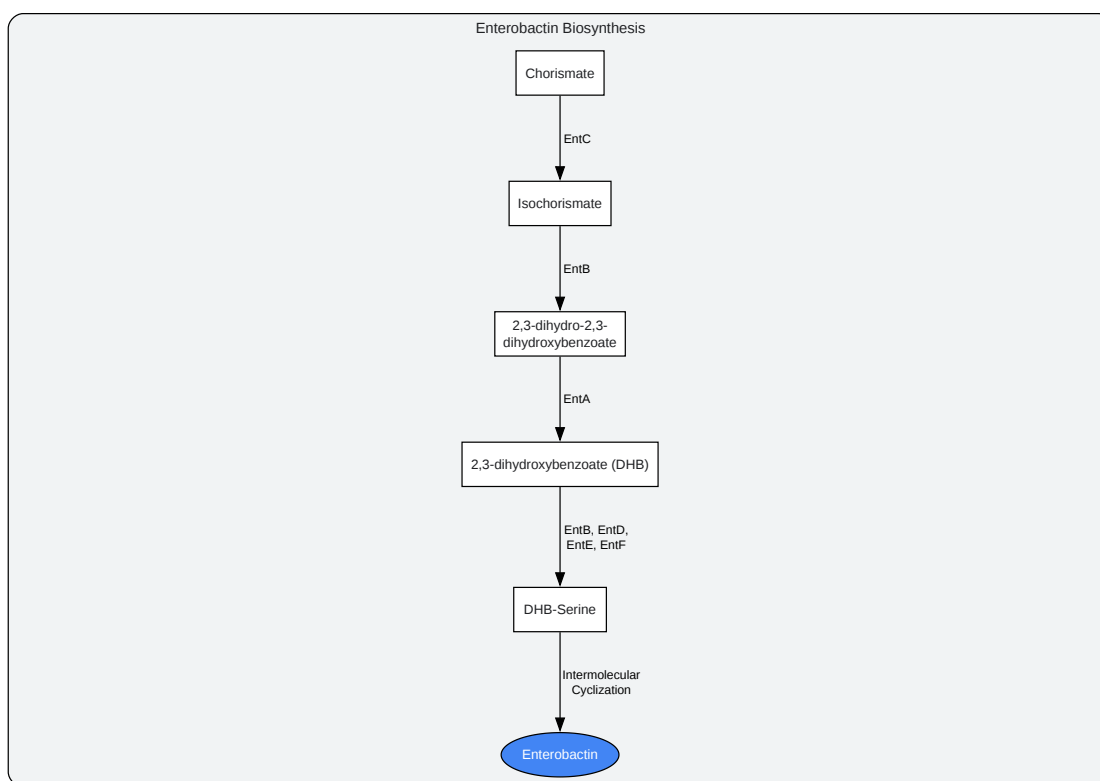 Enterobactin Biosynthesis
Chorismate
EntC
Isochorismate
EntB
2,3-dihydro-2,3-
dihydroxybenzoate
EntA
2,3-dihydroxybenzoate (DHB)
EntB, EntD,
EntE, EntF
DHB-Serine
Intermolecular
Cyclization
Enterobactin